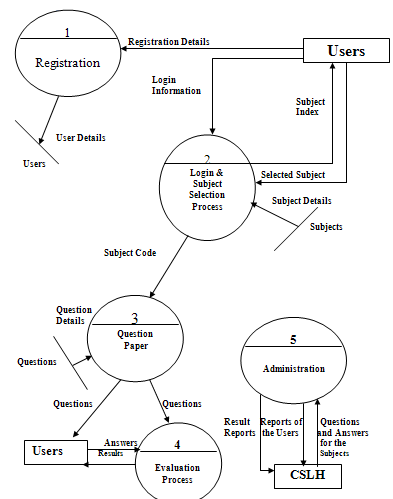 1
Registration
Registration Details
Users
Login
Information
Subject
Index
User Details
Users
2
Login &
Subject
Selection
Process
Selected Subject
Subject Details
Subjects
Subject Code
Question
Details
3
Question
Paper
Questions
5
Administration
Questions
Questions
Result
Reports
Reports of
the Users
Questions
and Answers
for the
Subjects
Users
Answers
Results
4
Evaluation
Process
CSLH